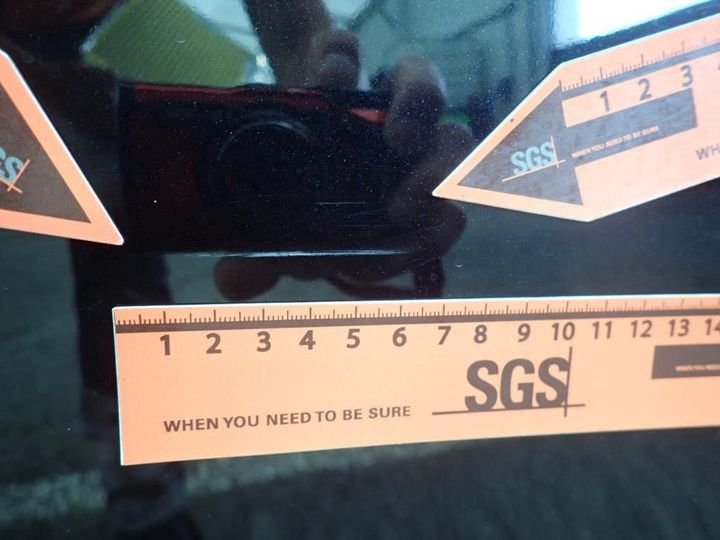 1 2 3
SGS
WHEN YOU NEED TO BE SURE
WH
GS
1 2 3 4 5 6 7 8 9 10 11 12 13 14
SGS
WHEN YOU NEED TO BE SURE